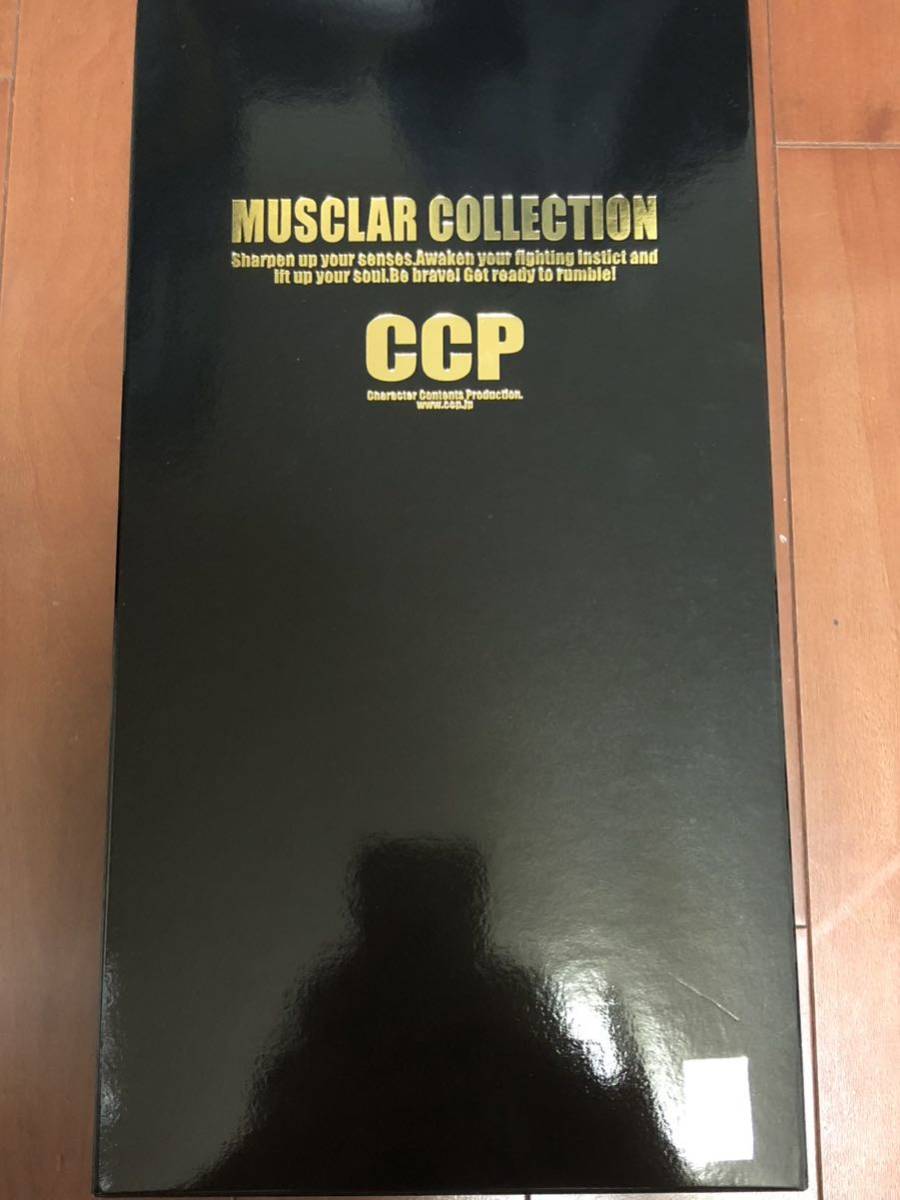 MUSCLAR COLLECTION
Sharpen up your senses.Awaken your fighting instict and
lft up your soul.Be brave! Get ready to rumble!
CCP
Character Contents Production.
www.ccp.jp